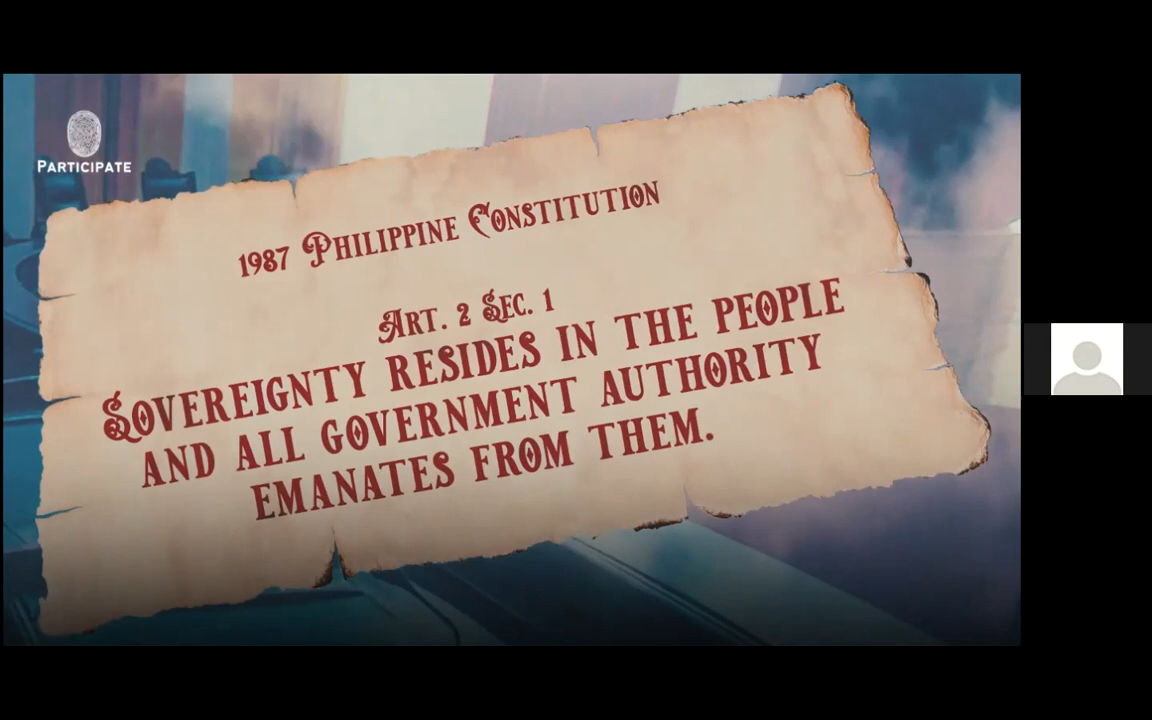 PARTICIPATE
1987 PHILIPPINE CONSTITUTION
ART. 2 SEC. 1
SOVEREIGNTY RESIDES IN THE PEOPLE
AND ALL GOVERNMENT AUTHORITY
EMANATES FROM THEM.